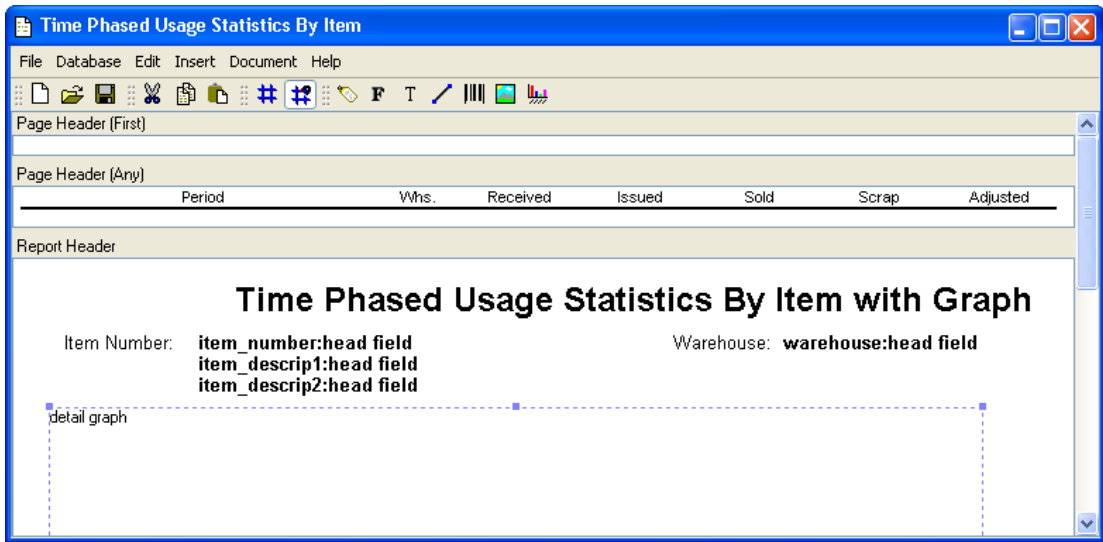 Time Phased Usage Statistics By Item
File Database Edit Insert Document Help
F T
Page Header (First)
Page Header (Any)
Period Whs. Received Issued Sold Scrap Adjusted
Report Header
Time Phased Usage Statistics By Item with Graph
Item Number: item_number:head field Warehouse: warehouse:head field
item_descrip1:head field
item_descrip2:head field
detail graph